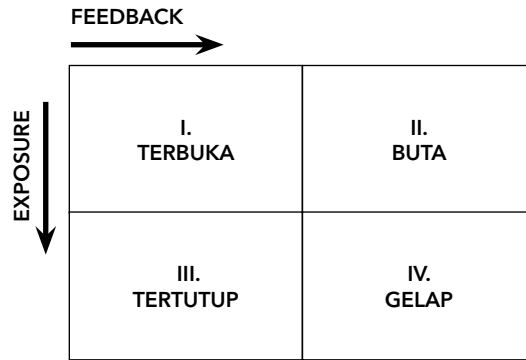 FEEDBACK
EXPOSURE
I.
TERBUKA
II.
BUTA
III.
TERTUTUP
IV.
GELAP